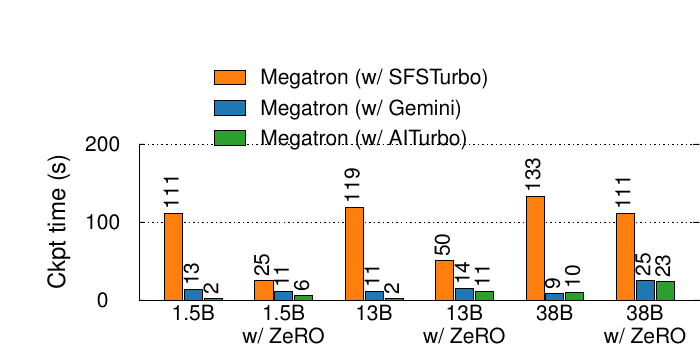 Megatron (w/ SFSTurbo)
Megatron (w/ Gemini)
Megatron (w/ AITurbo)
Ckpt time (s)
200
100
0
111
13
2
25
11
6
119
11
2
50
14
11
133
9
10
111
25
23
1.5B
1.5B
w/ ZeRO
13B
13B
w/ ZeRO
38B
38B
w/ ZeRO